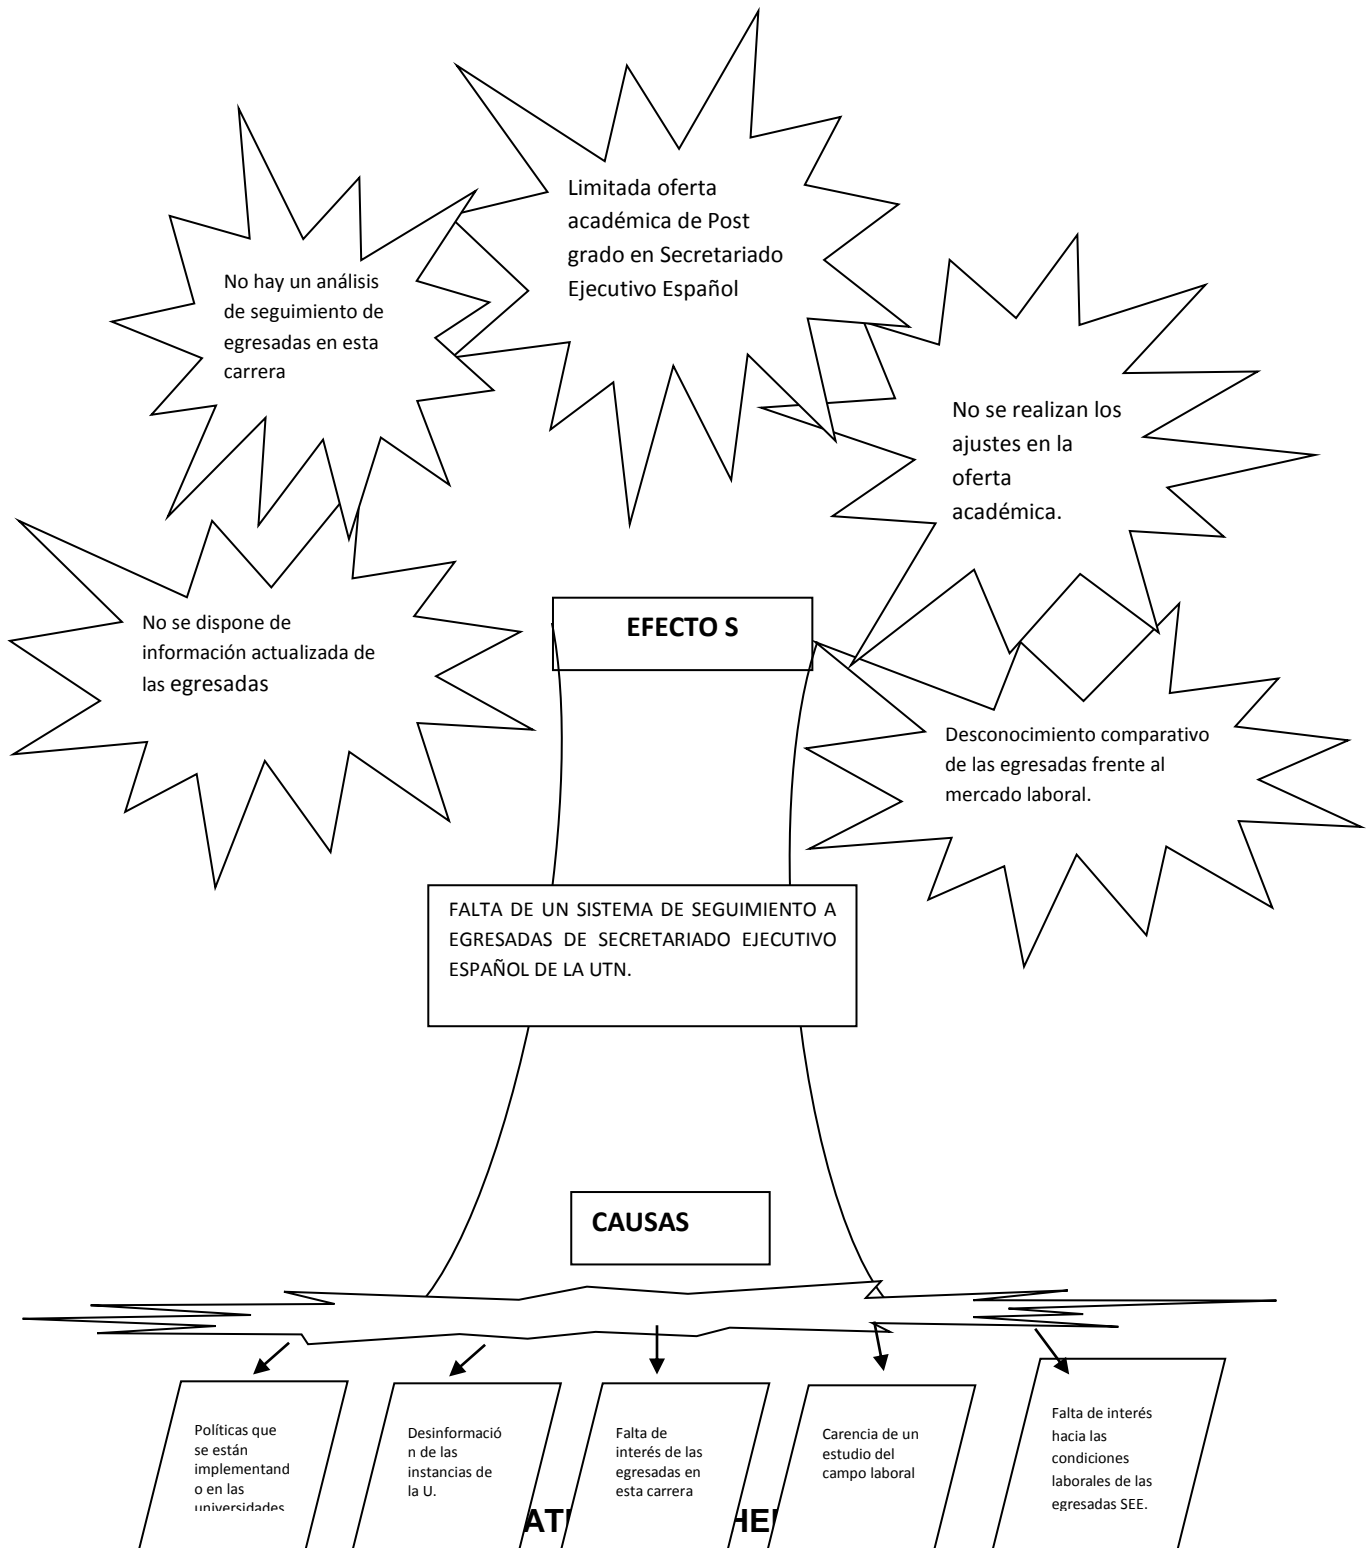 Limitada oferta
académica de Post
grado en Secretariado
Ejecutivo Español
No hay un análisis
de seguimiento de
egresadas en esta
carrera
No se realizan los
ajustes en la
oferta
académica.
No se dispone de
información actualizada de
las egresadas
EFECTO S
Desconocimiento comparativo
de las egresadas frente al
mercado laboral.
FALTA DE UN SISTEMA DE SEGUIMIENTO A
EGRESADAS DE SECRETARIADO EJECUTIVO
ESPAÑOL DE LA UTN.
CAUSAS
Políticas que
se están
implementand
o en las
universidades
Desinformació
n de las
instancias de
la U.
Falta de
interés de las
egresadas en
esta carrera
Carencia de un
estudio del
campo laboral
Falta de interés
hacia las
condiciones
laborales de las
egresadas SEE.